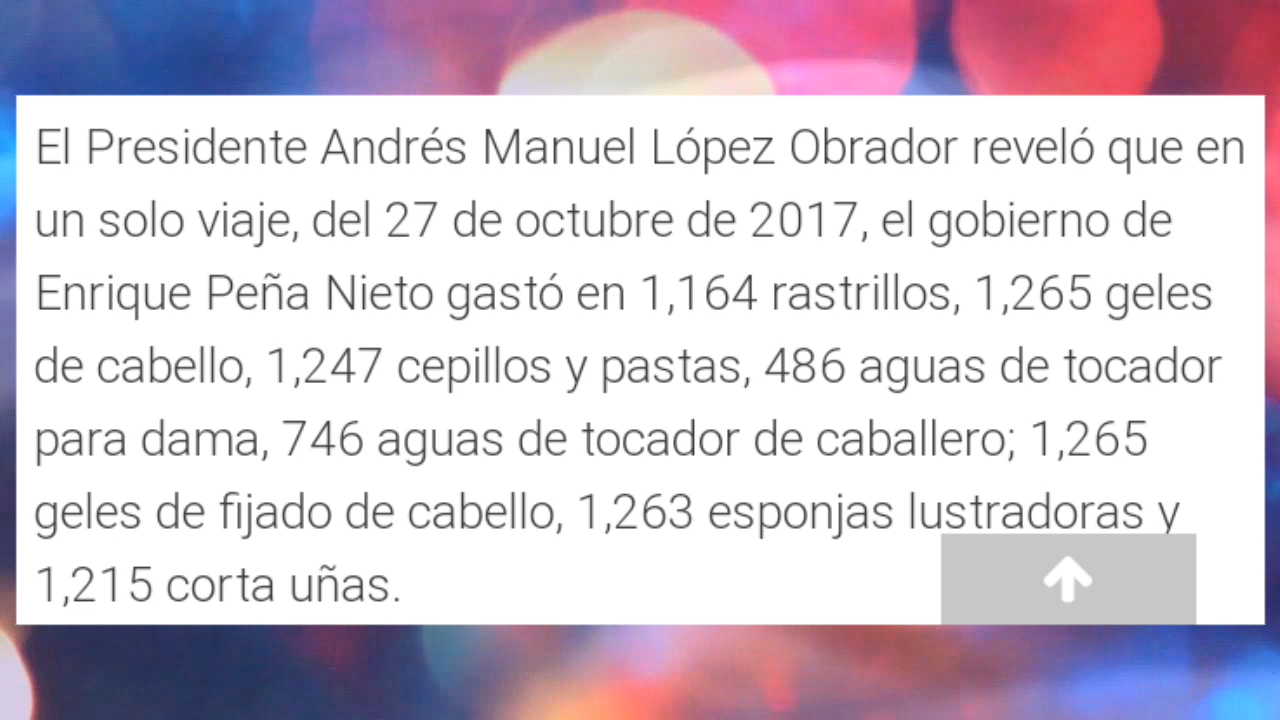 El Presidente Andrés Manuel López Obrador reveló que en
un solo viaje, del 27 de octubre de 2017, el gobierno de
Enrique Peña Nieto gastó en 1,164 rastrillos, 1,265 geles
de cabello, 1,247 cepillos y pastas, 486 aguas de tocador
para dama, 746 aguas de tocador de caballero; 1,265
geles de fijado de cabello, 1,263 esponjas lustradoras y
1,215 corta uñas.